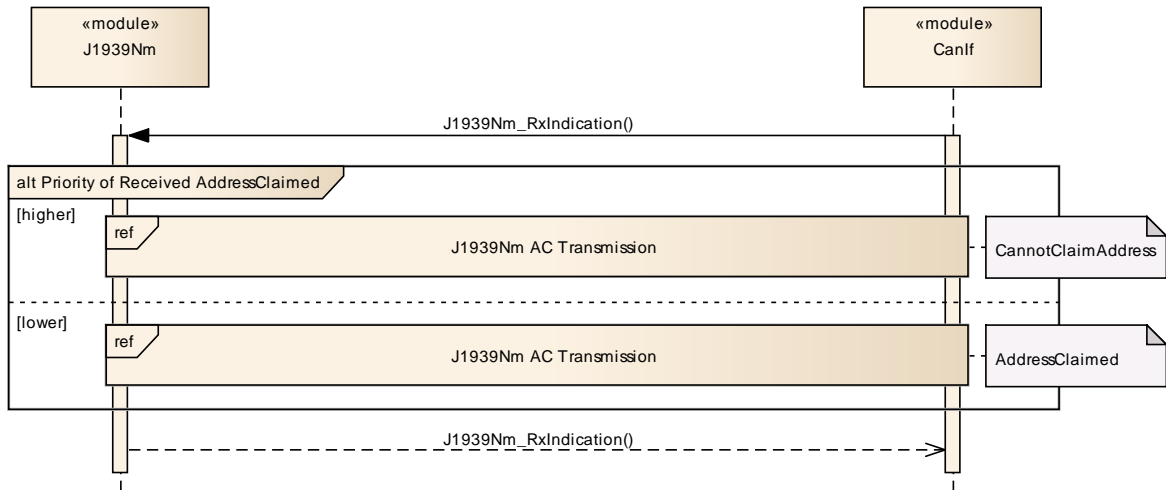 «module»
J1939Nm
«module»
CanIf
J1939Nm_RxIndication()
alt Priority of Received AddressClaimed
[higher]
ref
J1939Nm AC Transmission
CannotClaimAddress
[lower]
ref
J1939Nm AC Transmission
AddressClaimed
J1939Nm_RxIndication()